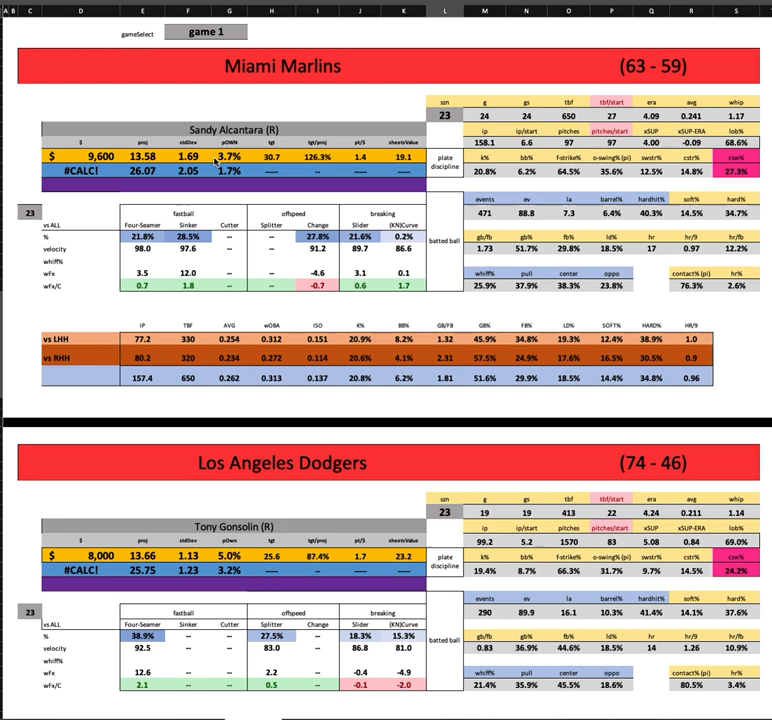 A B C D E F G H I J K L M N O P Q R S
gameSelect game 1
Miami Marlins (63 - 59)
szn g gs tbf tbf/start era avg whip
23 24 24 650 27 4.09 0.241 1.17
Sandy Alcantara (R) ip ip/start pitches pitches/start xSUP xSUP-ERA lob%
$ proj stdDev pOWN tgt tgt/proj pt/$ sheetsValue 158.1 6.6 97 97 4.00 -0.09 68.6%
$ 9,600 13.58 1.69 3.7% 30.7 126.3% 1.4 19.1 plate discipline k% bb% f-strike% o-swing% (pi) swstr% cstr% csw%
#CALC! 26.07 2.05 1.7% ---- ---- ---- ---- 20.8% 6.2% 64.5% 35.6% 12.5% 14.8% 27.3%
events ev la barrel% hardhit% soft% hard%
23 fastball offspeed breaking 471 88.8 7.3 6.4% 40.3% 14.5% 34.7%
vs ALL Four-Seamer Sinker Cutter Splitter Change Slider (KN)Curve
% 21.8% 28.5% -- -- 27.8% 21.6% 0.2% gb/fb gb% fb% ld% hr hr/9 hr/fb
velocity 98.0 97.6 -- -- 91.2 89.7 86.6 batted ball 1.73 51.7% 29.8% 18.5% 17 0.97 12.2%
whiff%
wFx 3.5 12.0 -- -- -4.6 3.1 0.1 whiff% pull center oppo contact% (pi) hr%
wFx/C 0.7 1.8 -- -- -0.7 0.6 1.7 25.9% 37.9% 38.3% 23.8% 76.3% 2.6%
IP TBF AVG wOBA ISO K% BB% GB/FB GB% FB% LD% SOFT% HARD% HR/9
vs LHH 77.2 330 0.254 0.312 0.151 20.9% 8.2% 1.32 45.9% 34.8% 19.3% 12.4% 38.9% 1.0
vs RHH 80.2 320 0.234 0.272 0.114 20.6% 4.1% 2.31 57.5% 24.9% 17.6% 16.5% 30.5% 0.9
157.4 650 0.262 0.313 0.137 20.8% 6.2% 1.81 51.6% 29.9% 18.5% 14.4% 34.8% 0.96
Los Angeles Dodgers (74 - 46)
szn g gs tbf tbf/start era avg whip
23 19 19 413 22 4.24 0.211 1.14
Tony Gonsolin (R) ip ip/start pitches pitches/start xSUP xSUP-ERA lob%
$ proj stdDev pOwn tgt tgt/proj pt/$ sheetsValue 99.2 5.2 1570 83 5.08 0.84 69.0%
$ 8,000 13.66 1.13 5.0% 25.6 87.4% 1.7 23.2 plate discipline k% bb% f-strike% o-swing% (pi) swstr% cstr% csw%
#CALC! 25.75 1.23 3.2% ---- ---- ---- ---- 19.4% 8.7% 66.3% 31.7% 9.7% 14.5% 24.2%
events ev la barrel% hardhit% soft% hard%
23 fastball offspeed breaking 290 89.9 16.1 10.3% 41.4% 14.1% 37.6%
vs ALL Four-Seamer Sinker Cutter Splitter Change Slider (KN)Curve
% 38.9% -- -- 27.5% -- 18.3% 15.3% gb/fb gb% fb% ld% hr hr/9 hr/fb
velocity 92.5 -- -- 83.0 -- 86.8 81.0 batted ball 0.83 36.9% 44.6% 18.5% 14 1.26 10.9%
whiff%
wFx 12.6 -- -- 2.2 -- -0.4 -4.9 whiff% pull center oppo contact% (pi) hr%
wFx/C 2.1 -- -- 0.5 -- -0.1 -2.0 21.4% 35.9% 45.5% 18.6% 80.5% 3.4%